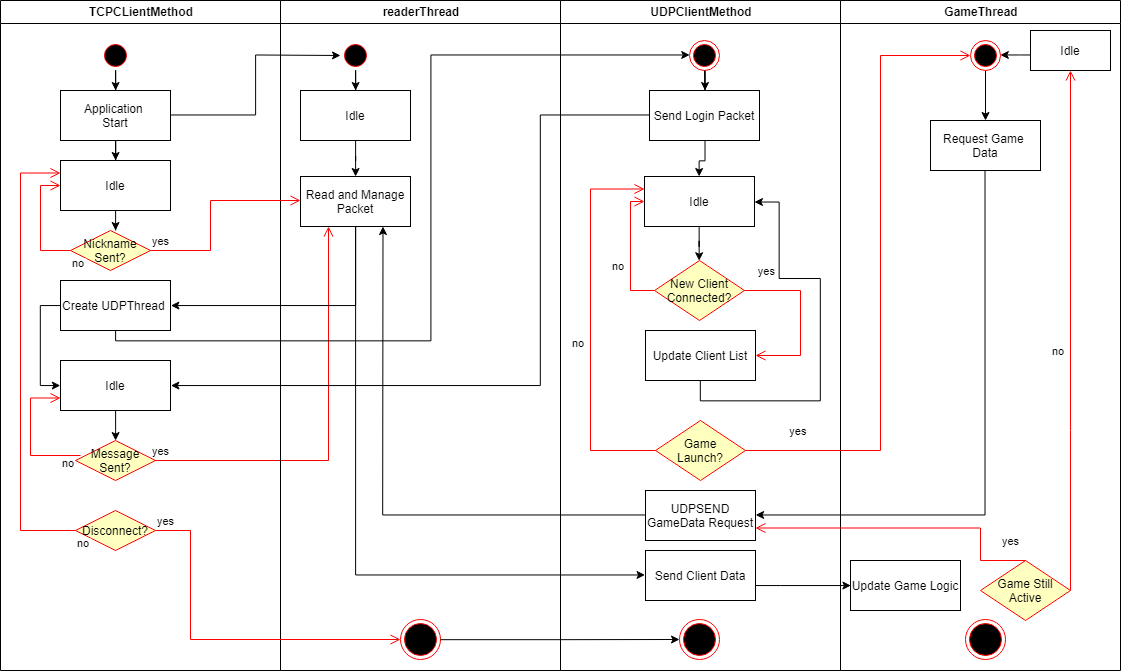 TCPCLientMethod
readerThread
UDPClientMethod
GameThread
Application
Start
Idle
Nickname
Sent?
yes
no
Create UDPThread
Idle
Message
Sent?
yes
no
Disconnect?
yes
no
Idle
Read and Manage
Packet
Send Login Packet
Idle
New Client
Connected?
no
yes
Update Client List
no
Game
Launch?
yes
UDPSEND
GameData Request
Send Client Data
Idle
Request Game
Data
no
yes
Game Still
Active
Update Game Logic